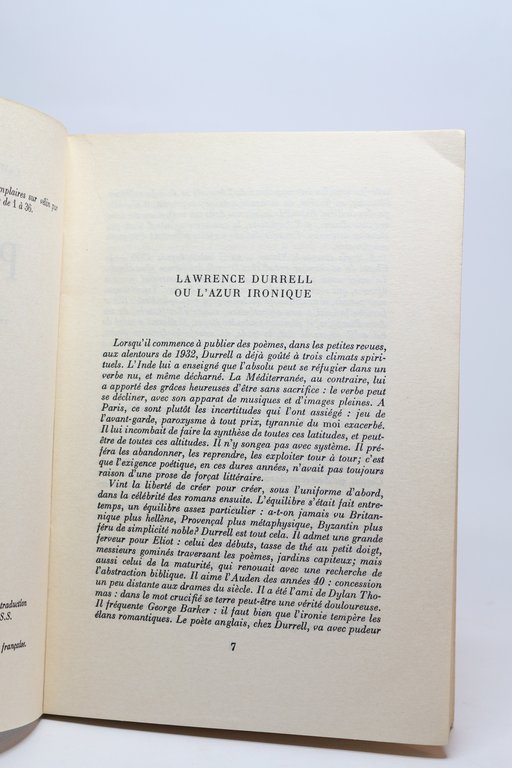 mplaires sur vélin pur
de 1 à 36.
P
traduction
S.S.
française.
LAWRENCE DURRELL
OU L'AZUR IRONIQUE
Lorsqu'il commence à publier des poèmes, dans les petites revues,
aux alentours de 1932, Durrell a déjà goûté à trois climats spiri-
tuels. L'Inde lui a enseigné que l'absolu peut se réfugier dans un
verbe nu, et même décharné. La Méditerranée, au contraire, lui
a apporté des grâces heureuses d'être sans sacrifice : le verbe peut
se décliner, avec son apparat de musiques et d'images pleines. A
Paris, ce sont plutôt les incertitudes qui l'ont assiégé : jeu de
l'avant-garde, paroxysme à tout prix, tyrannie du moi exacerbé.
Il lui incombait de faire la synthèse de toutes ces latitudes, et peut-
être de toutes ces altitudes. Il n'y songea pas avec système. Il pré-
féra les abandonner, les reprendre, les exploiter tour à tour; c'est
que l'exigence poétique, en ces dures années, n'avait pas toujours
raison d'une prose de forçat littéraire.
Vint la liberté de créer pour créer, sous l'uniforme d'abord,
dans la célébrité des romans ensuite. L'équilibre s'était fait entre-
temps, un équilibre assez particulier : a-t-on jamais vu Britan-
nique plus hellène, Provençal plus métaphysique, Byzantin plus
féru de simplicité noble? Durrell est tout cela. Il admet une grande
ferveur pour Eliot : celui des débuts, tasse de thé au petit doigt,
messieurs gominés traversant les poèmes, jardins capiteux; mais
aussi celui de la maturité, qui renouait avec une recherche de
l'abstraction biblique. Il aime l'Auden des années 40 : concession
un peu distante aux drames du siècle. Il a été l'ami de Dylan Tho-
mas : dans le mot crucifié se terre peut-être une vérité douloureuse.
Il fréquente George Barker : il faut bien que l'ironie tempère les
élans romantiques. Le poète anglais, chez Durrell, va avec pudeur
7